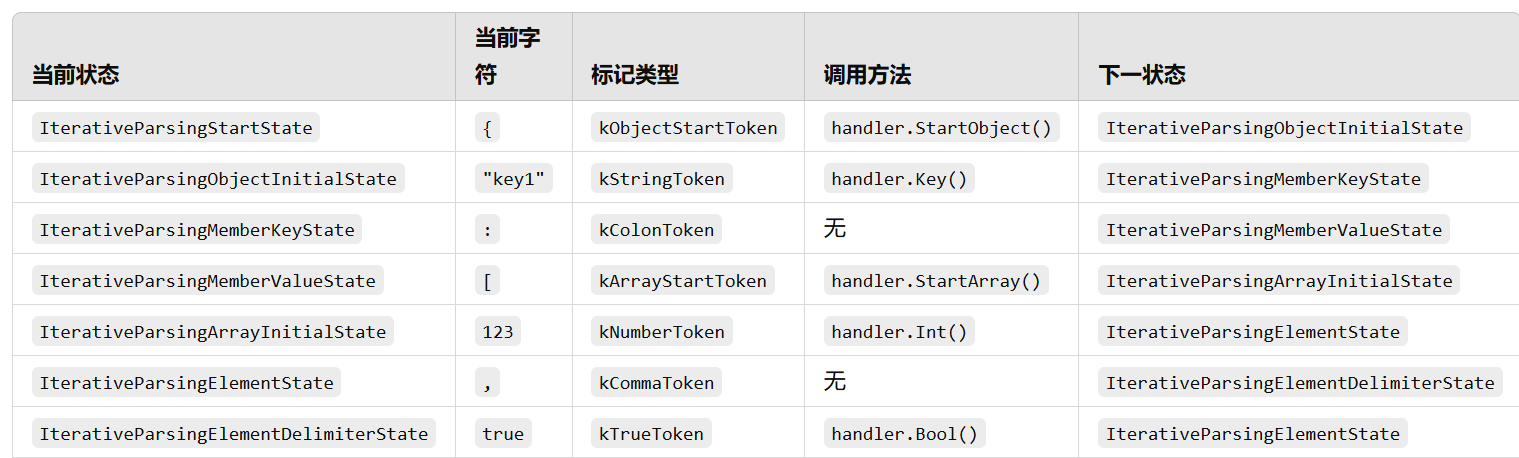 当前状态 当前字符 标记类型 调用方法 下一状态
IterativeParsingStartState { kObjectStartToken handler.StartObject() IterativeParsingObjectInitialState
IterativeParsingObjectInitialState "key1" kStringToken handler.Key() IterativeParsingMemberKeyState
IterativeParsingMemberKeyState : kColonToken 无 IterativeParsingMemberValueState
IterativeParsingMemberValueState [ kArrayStartToken handler.StartArray() IterativeParsingArrayInitialState
IterativeParsingArrayInitialState 123 kNumberToken handler.Int() IterativeParsingElementState
IterativeParsingElementState , kCommaToken 无 IterativeParsingElementDelimiterState
IterativeParsingElementDelimiterState true kTrueToken handler.Bool() IterativeParsingElementState